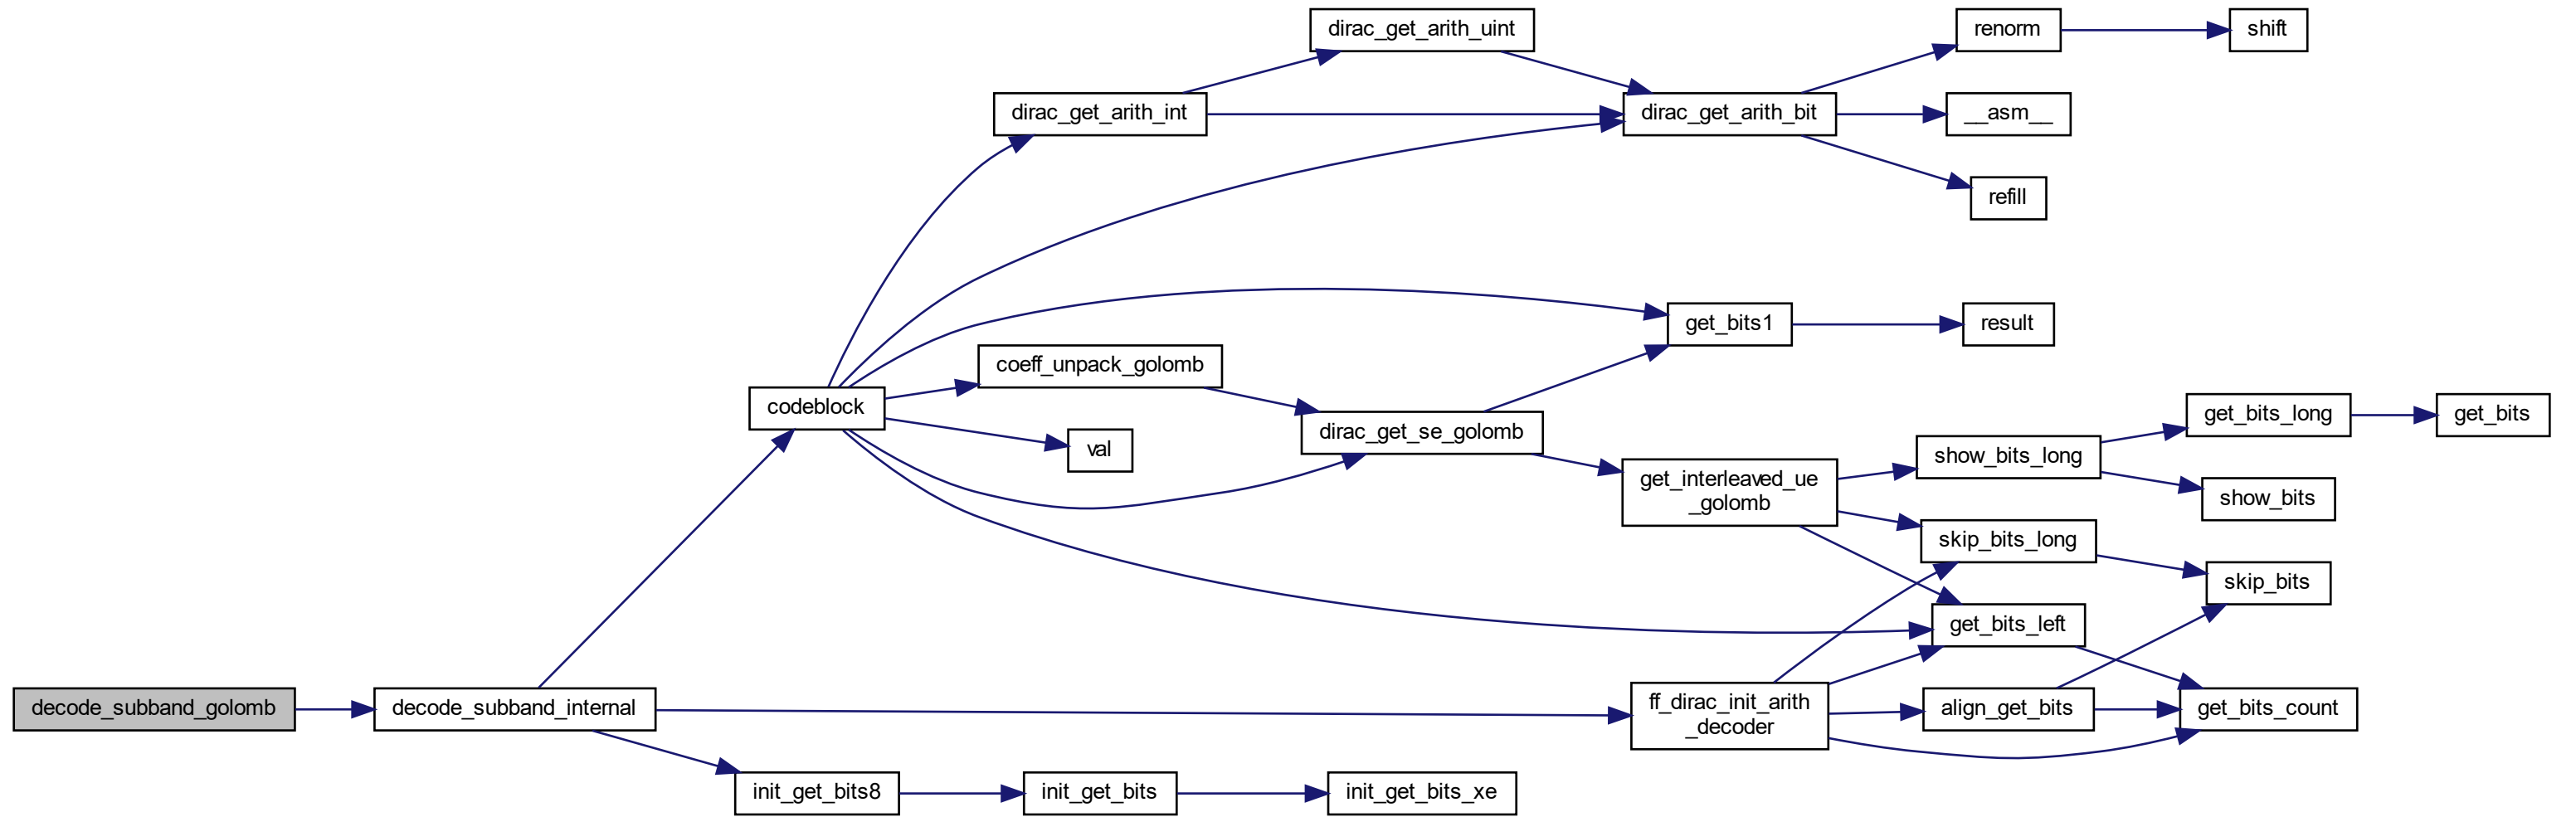 dirac_get_arith_uint
renorm
shift
dirac_get_arith_int
dirac_get_arith_bit
__asm__
refill
get_bits1
result
coeff_unpack_golomb
codeblock
val
dirac_get_se_golomb
get_bits_long
get_bits
show_bits_long
show_bits
get_interleaved_ue
_golomb
skip_bits_long
skip_bits
get_bits_left
decode_subband_golomb
decode_subband_internal
ff_dirac_init_arith
_decoder
align_get_bits
get_bits_count
init_get_bits8
init_get_bits
init_get_bits_xe